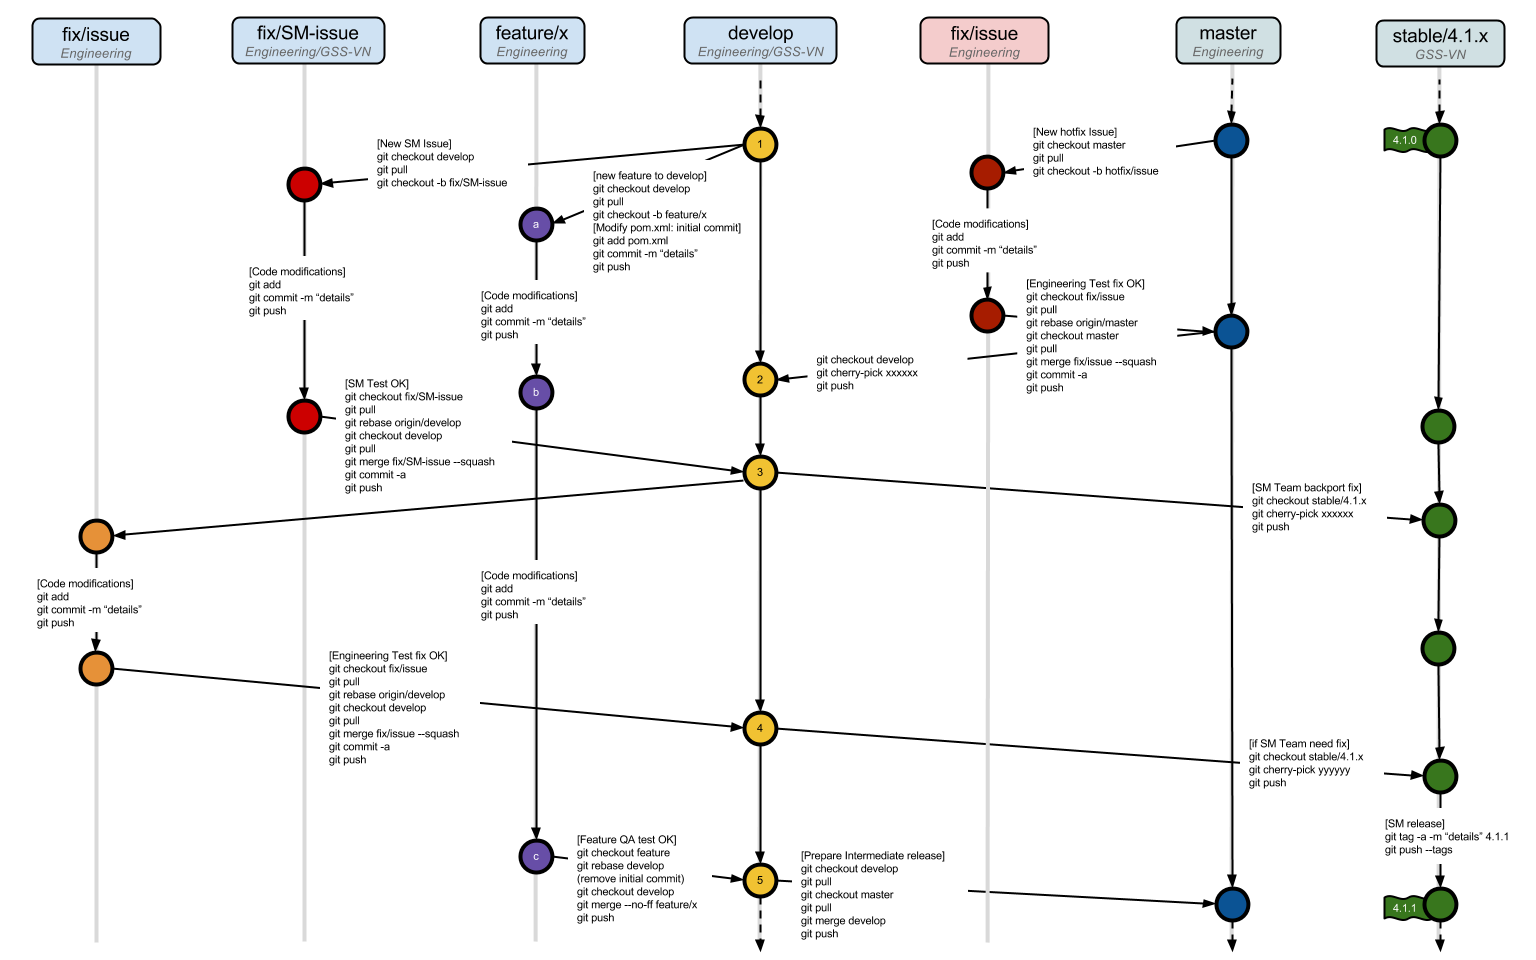 fix/issue
Engineering
fix/SM-issue
Engineering/GSS-VN
feature/x
Engineering
develop
Engineering/GSS-VN
fix/issue
Engineering
master
Engineering
stable/4.1.x
GSS-VN
[New SM Issue]
git checkout develop
git pull
git checkout -b fix/SM-issue
1
[New hotfix Issue]
git checkout master
git pull
git checkout -b hotfix/issue
4.1.0
[new feature to develop]
git checkout develop
git pull
git checkout -b feature/x
[Modify pom.xml: initial commit]
git add pom.xml
git commit -m “details”
git push
a
[Code modifications]
git add
git commit -m “details”
git push
[Code modifications]
git add
git commit -m “details”
git push
[Code modifications]
git add
git commit -m “details”
git push
[Engineering Test fix OK]
git checkout fix/issue
git pull
git rebase origin/master
git checkout master
git pull
git merge fix/issue --squash
git commit -a
git push
git checkout develop
git cherry-pick xxxxxx
git push
2
b
[SM Test OK]
git checkout fix/SM-issue
git pull
git rebase origin/develop
git checkout develop
git pull
git merge fix/SM-issue --squash
git commit -a
git push
3
[SM Team backport fix]
git checkout stable/4.1.x
git cherry-pick xxxxxx
git push
[Code modifications]
git add
git commit -m “details”
git push
[Code modifications]
git add
git commit -m “details”
git push
[Engineering Test fix OK]
git checkout fix/issue
git pull
git rebase origin/develop
git checkout develop
git pull
git merge fix/issue --squash
git commit -a
git push
4
[if SM Team need fix]
git checkout stable/4.1.x
git cherry-pick yyyyyy
git push
[SM release]
git tag -a -m “details” 4.1.1
git push --tags
c
[Feature QA test OK]
git checkout feature
git rebase develop
(remove initial commit)
git checkout develop
git merge --no-ff feature/x
git push
5
[Prepare Intermediate release]
git checkout develop
git pull
git checkout master
git pull
git merge develop
git push
4.1.1